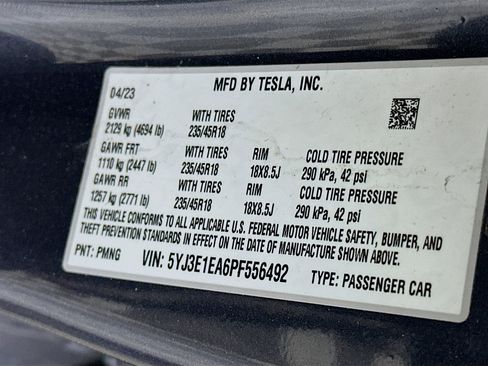 MFD BY TESLA, INC.
04/23
GVWR WITH TIRES
2129 kg (4694 lb) 235/45R18
GAWR FRT WITH TIRES RIM COLD TIRE PRESSURE
1110 kg (2447 lb) 235/45R18 18X8.5J 290 kPa, 42 psi
GAWR RR WITH TIRES RIM COLD TIRE PRESSURE
1257 kg (2771 lb) 235/45R18 18X8.5J 290 kPa, 42 psi
THIS VEHICLE CONFORMS TO ALL APPLICABLE U.S. FEDERAL MOTOR VEHICLE SAFETY, BUMPER, AND
THEFT PREVENTION STANDARDS IN EFFECT ON THE DATE OF MANUFACTURE SHOWN ABOVE.
PNT: PMNG VIN: 5YJ3E1EA6PF556492 TYPE: PASSENGER CAR